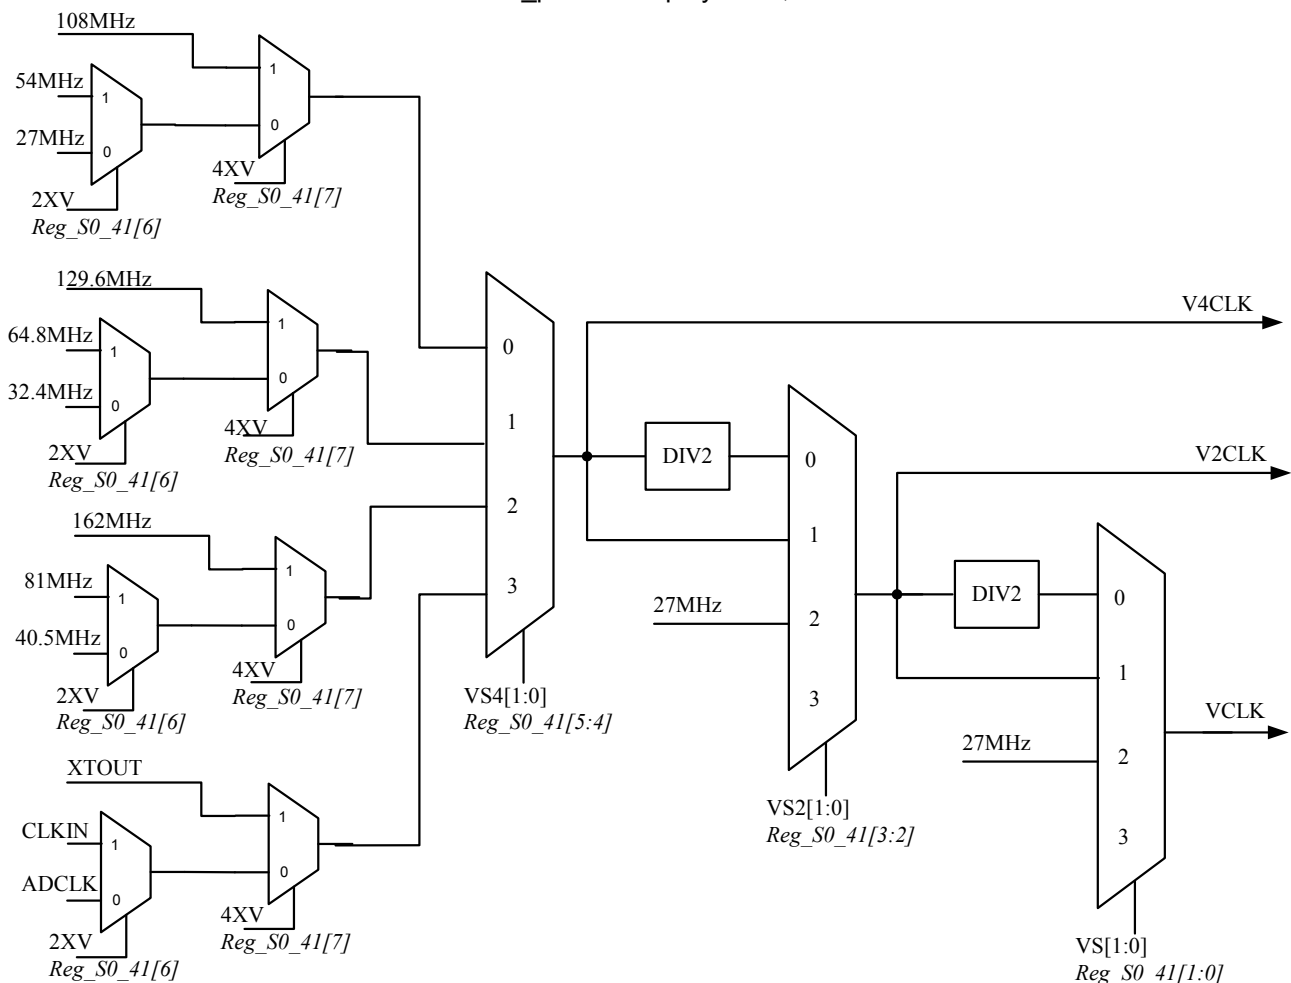 108MHz
1
54MHz
1
0
27MHz
0
4XV
Reg_S0_41[7]
2XV
Reg_S0_41[6]
129.6MHz
1
64.8MHz
1
0
32.4MHz
0
4XV
Reg_S0_41[7]
2XV
Reg_S0_41[6]
162MHz
1
81MHz
1
0
40.5MHz
0
4XV
Reg_S0_41[7]
2XV
Reg_S0_41[6]
XTOUT
1
CLKIN
1
0
ADCLK
0
4XV
Reg_S0_41[7]
2XV
Reg_S0_41[6]
0
1
2
3
VS4[1:0]
Reg_S0_41[5:4]
V4CLK
DIV2
0
1
27MHz
2
3
VS2[1:0]
Reg_S0_41[3:2]
V2CLK
DIV2
0
1
27MHz
2
3
VCLK
VS[1:0]
Reg_S0_41[1:0]